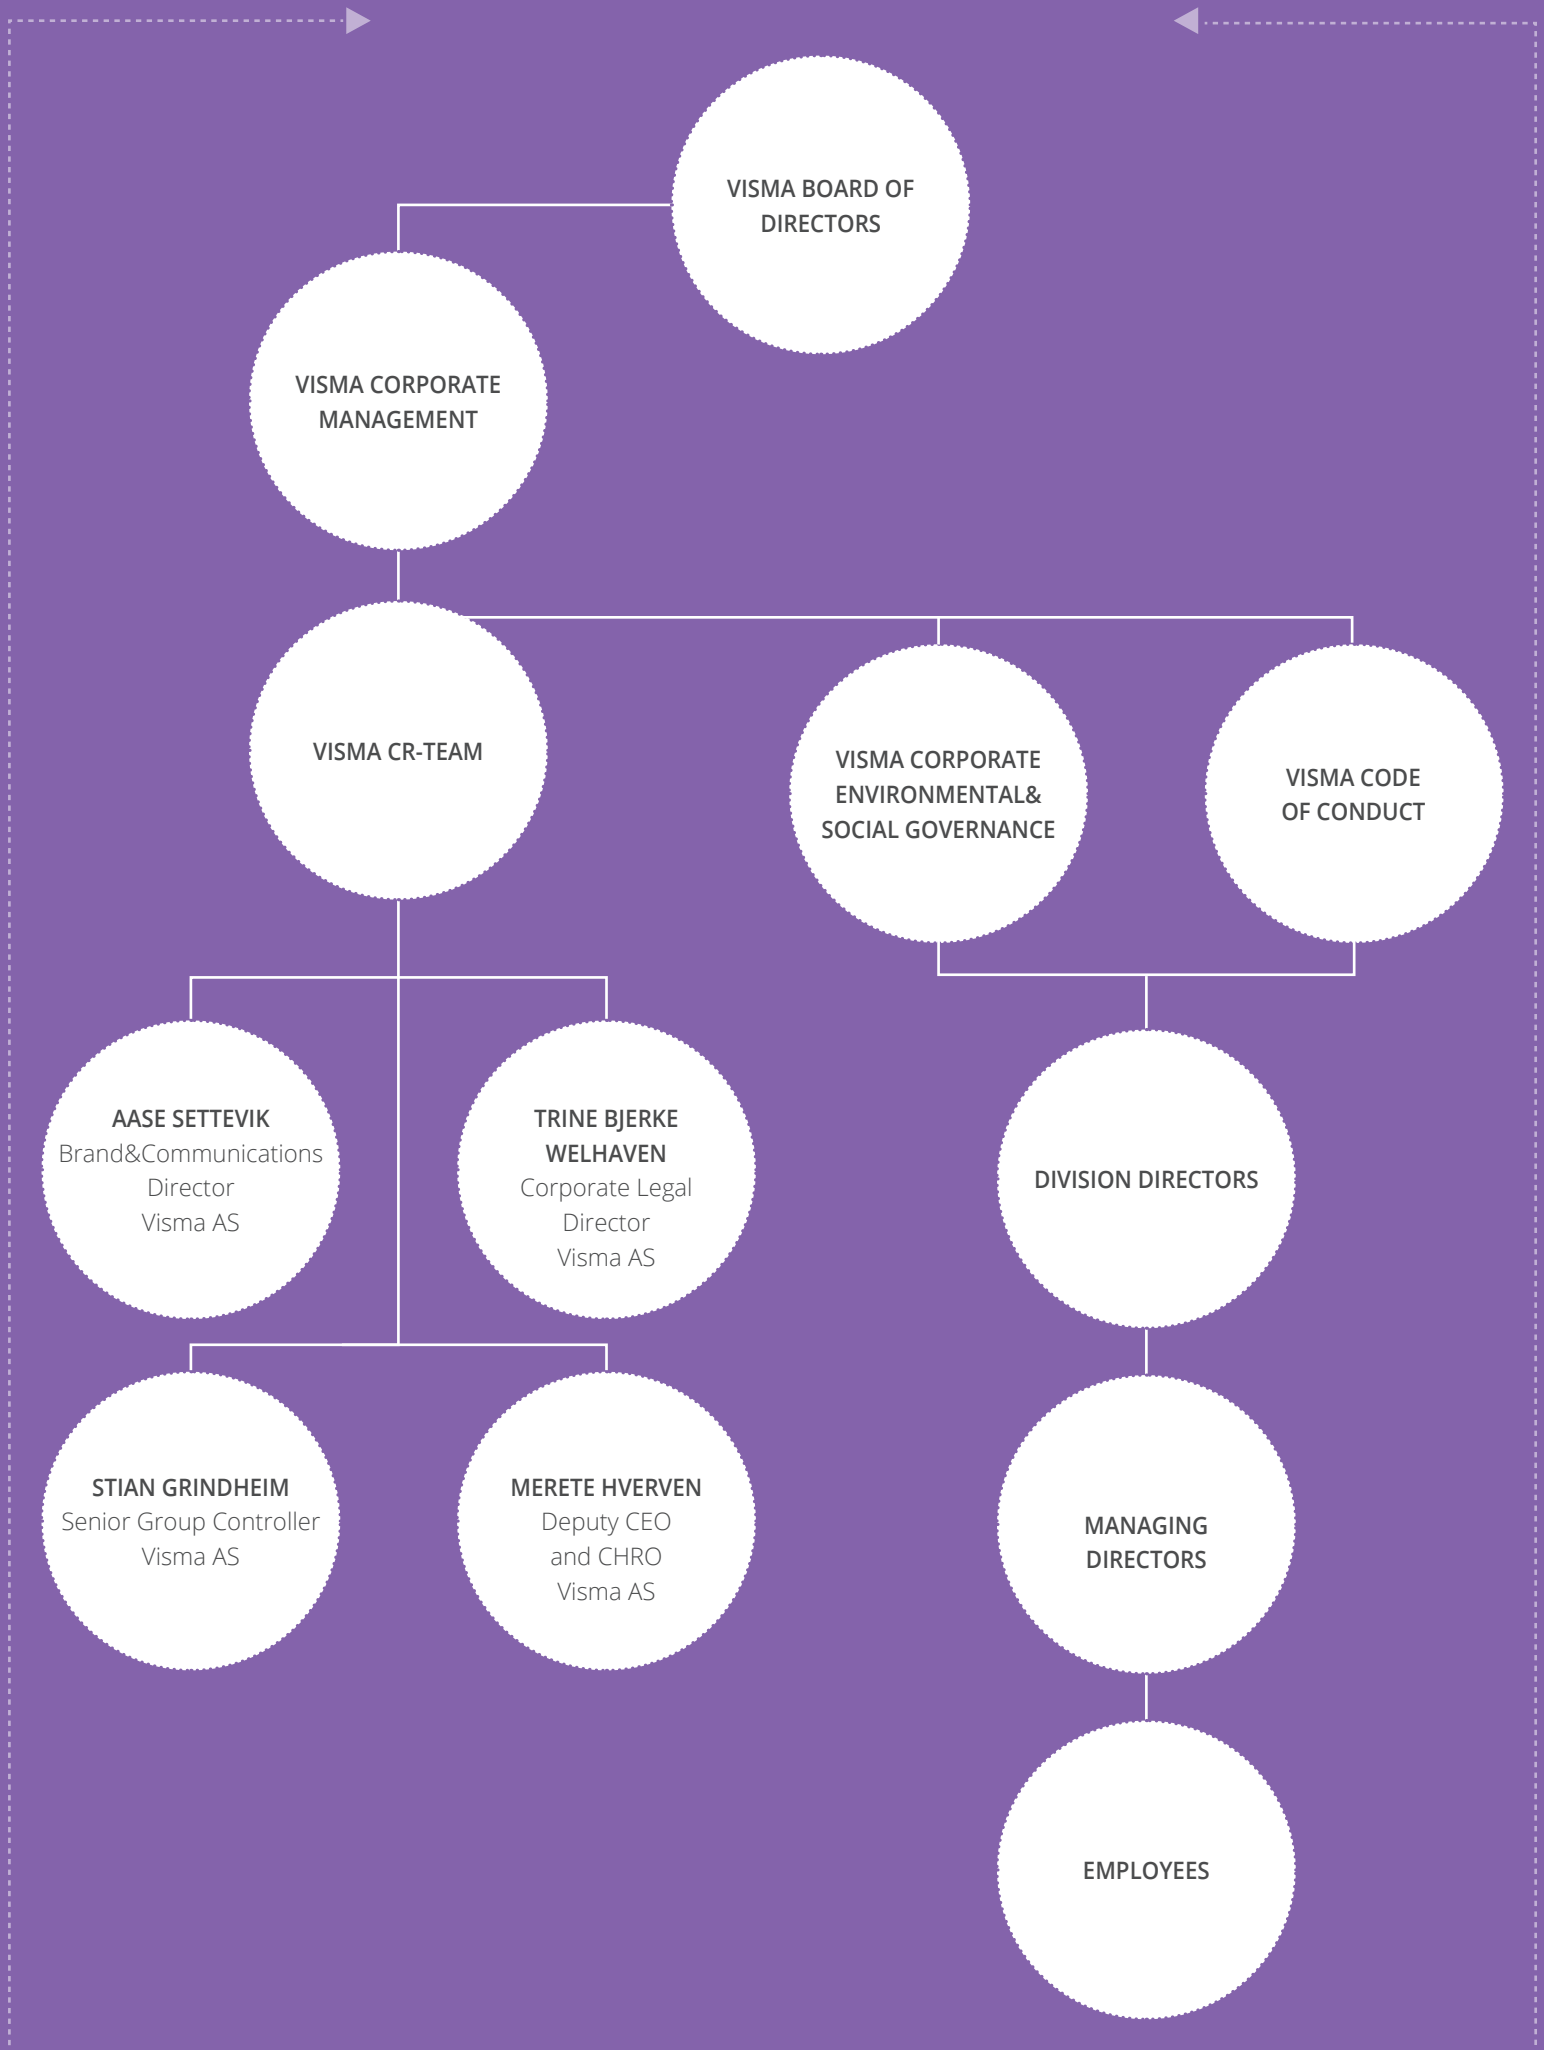 VISMA BOARD OF
DIRECTORS
VISMA CORPORATE
MANAGEMENT
VISMA CR-TEAM
VISMA CORPORATE
ENVIRONMENTAL&
SOCIAL GOVERNANCE
VISMA CODE
OF CONDUCT
AASE SETTEVIK
Brand&Communications
Director
Visma AS
TRINE BJERKE
WELHAVEN
Corporate Legal
Director
Visma AS
DIVISION DIRECTORS
STIAN GRINDHEIM
Senior Group Controller
Visma AS
MERETE HVERVEN
Deputy CEO
and CHRO
Visma AS
MANAGING
DIRECTORS
EMPLOYEES